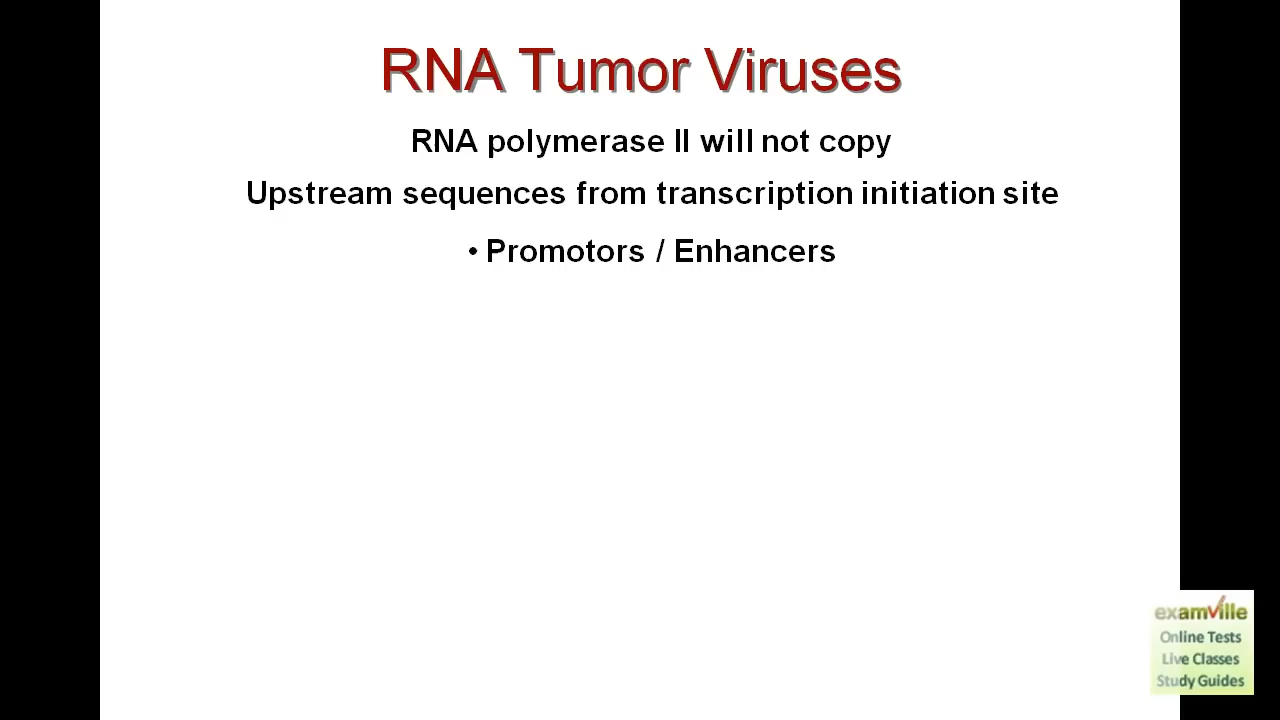 RNA Tumor Viruses
RNA polymerase II will not copy
Upstream sequences from transcription initiation site
• Promotors / Enhancers
examville
Online Tests
Live Classes
Study Guides